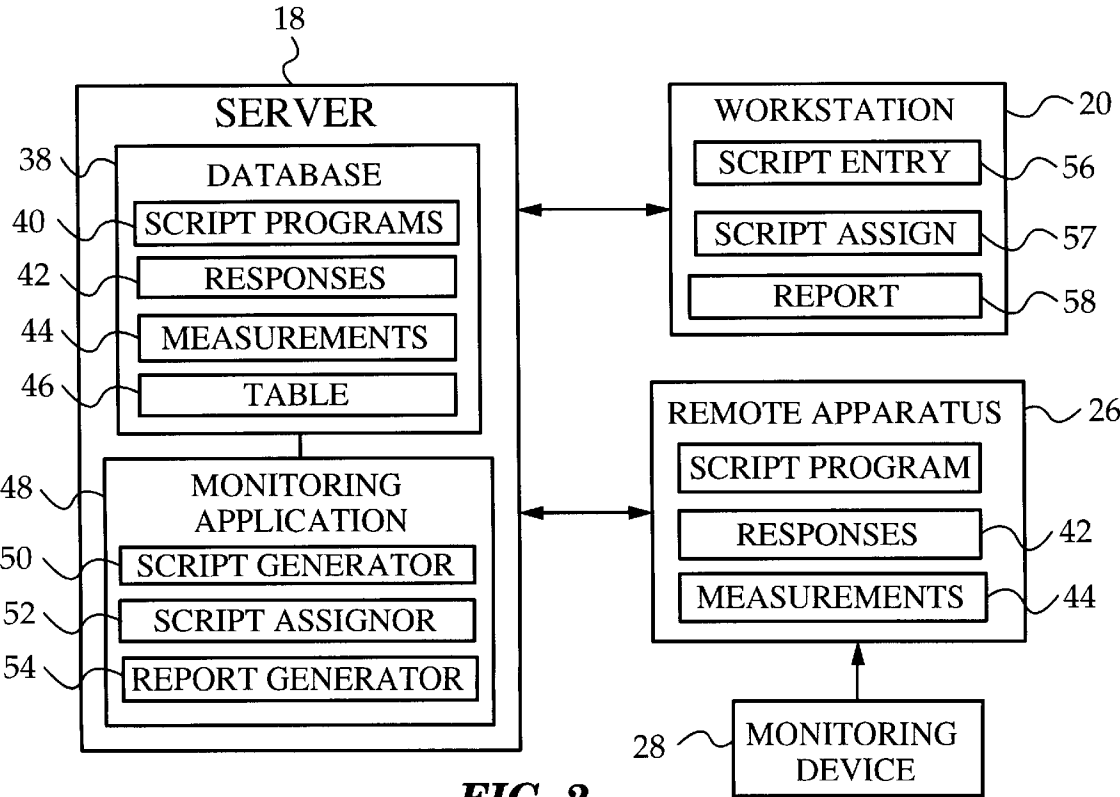 18
SERVER
38
DATABASE
40
SCRIPT PROGRAMS
42
RESPONSES
44
MEASUREMENTS
46
TABLE
48
MONITORING
APPLICATION
50
SCRIPT GENERATOR
52
SCRIPT ASSIGNOR
54
REPORT GENERATOR
WORKSTATION
20
SCRIPT ENTRY
56
SCRIPT ASSIGN
57
REPORT
58
REMOTE APPARATUS
26
SCRIPT PROGRAM
RESPONSES
42
MEASUREMENTS
44
28
MONITORING
DEVICE
FIG. 2